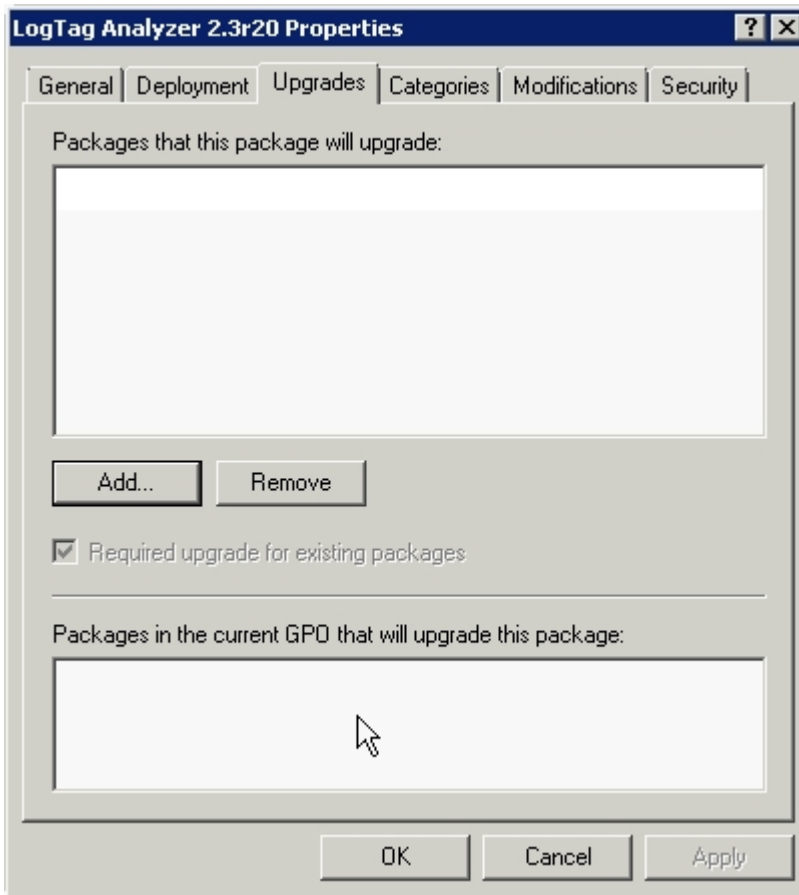 LogTag Analyzer 2.3r20 Properties
General Deployment Upgrades Categories Modifications Security
Packages that this package will upgrade:
Add... Remove
Required upgrade for existing packages
Packages in the current GPO that will upgrade this package:
OK Cancel Apply